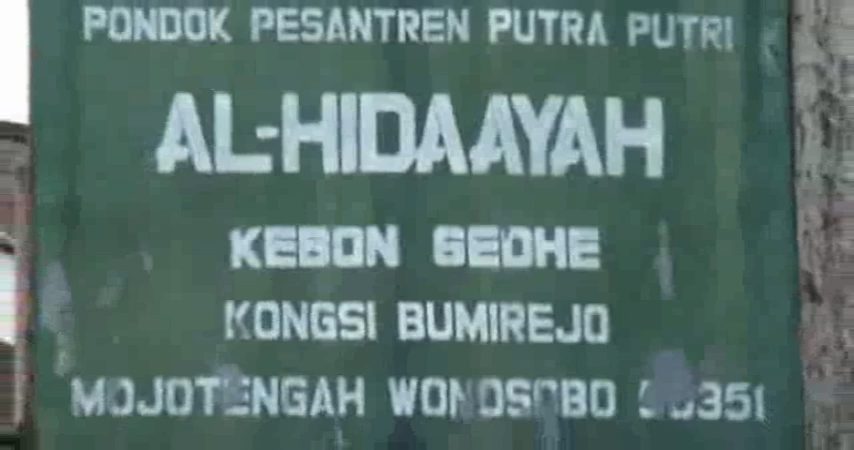 PONDOK PESANTREN PUTRA PUTRI
AL-HIDAAYAH
KEBON GEDHE
KONGSI BUMIREJO
MOJOTENGAH WONOSOBO